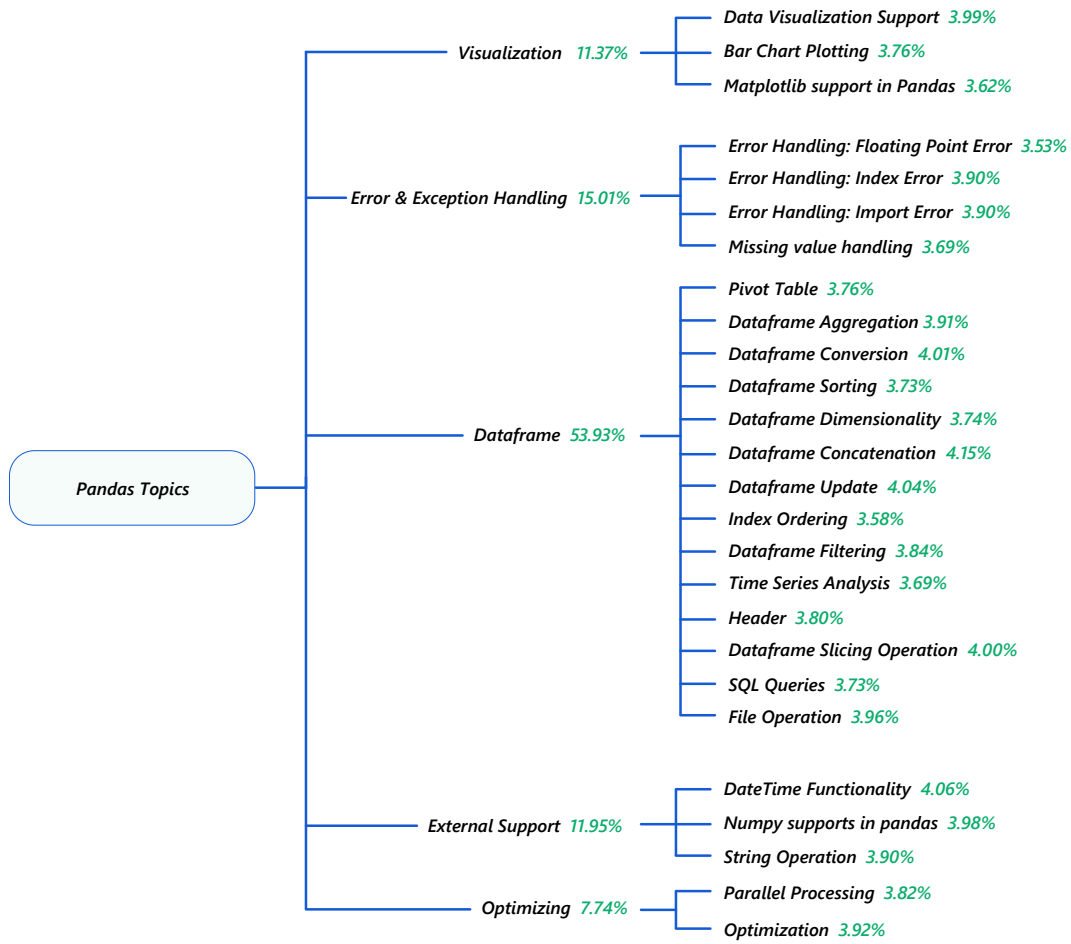 Pandas Topics
Visualization 11.37%
Data Visualization Support 3.99%
Bar Chart Plotting 3.76%
Matplotlib support in Pandas 3.62%
Error & Exception Handling 15.01%
Error Handling: Floating Point Error 3.53%
Error Handling: Index Error 3.90%
Error Handling: Import Error 3.90%
Missing value handling 3.69%
Dataframe 53.93%
Pivot Table 3.76%
Dataframe Aggregation 3.91%
Dataframe Conversion 4.01%
Dataframe Sorting 3.73%
Dataframe Dimensionality 3.74%
Dataframe Concatenation 4.15%
Dataframe Update 4.04%
Index Ordering 3.58%
Dataframe Filtering 3.84%
Time Series Analysis 3.69%
Header 3.80%
Dataframe Slicing Operation 4.00%
SQL Queries 3.73%
File Operation 3.96%
External Support 11.95%
DateTime Functionality 4.06%
Numpy supports in pandas 3.98%
String Operation 3.90%
Optimizing 7.74%
Parallel Processing 3.82%
Optimization 3.92%